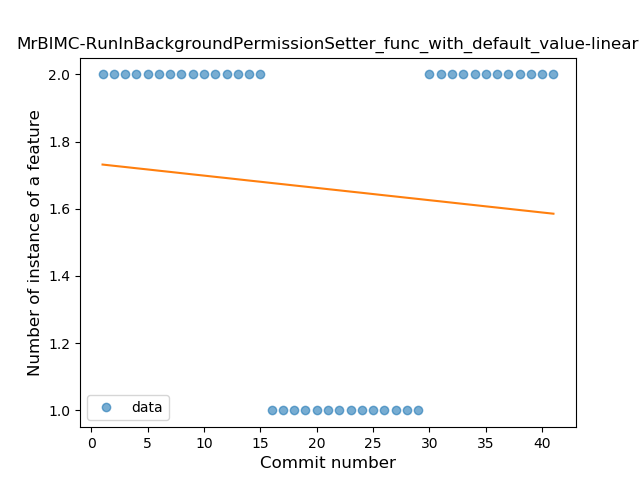 MrBIMC-RunInBackgroundPermissionSetter_func_with_default_value-linear
Number of instance of a feature
2.0
1.8
1.6
1.4
1.2
1.0
data
0 5 10 15 20 25 30 35 40
Commit number